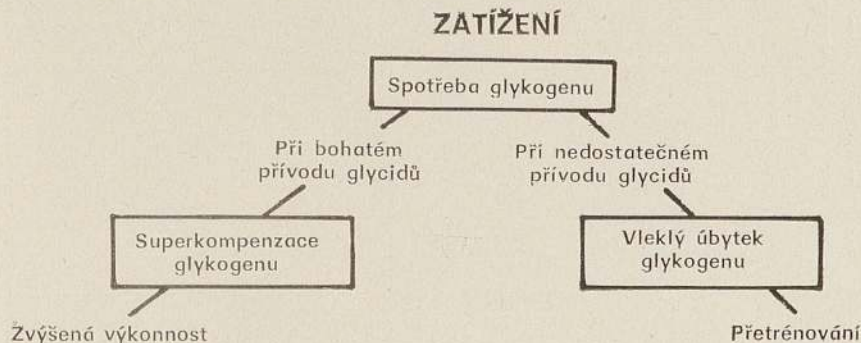 ZATÍŽENÍ
Spotřeba glykogenu
Při bohatém
přívodu glycidů
Při nedostatečném
přívodu glycidů
Superkompenzace
glykogenu
Vleklý úbytek
glykogenu
Zvýšená výkonnost
Přetrénování